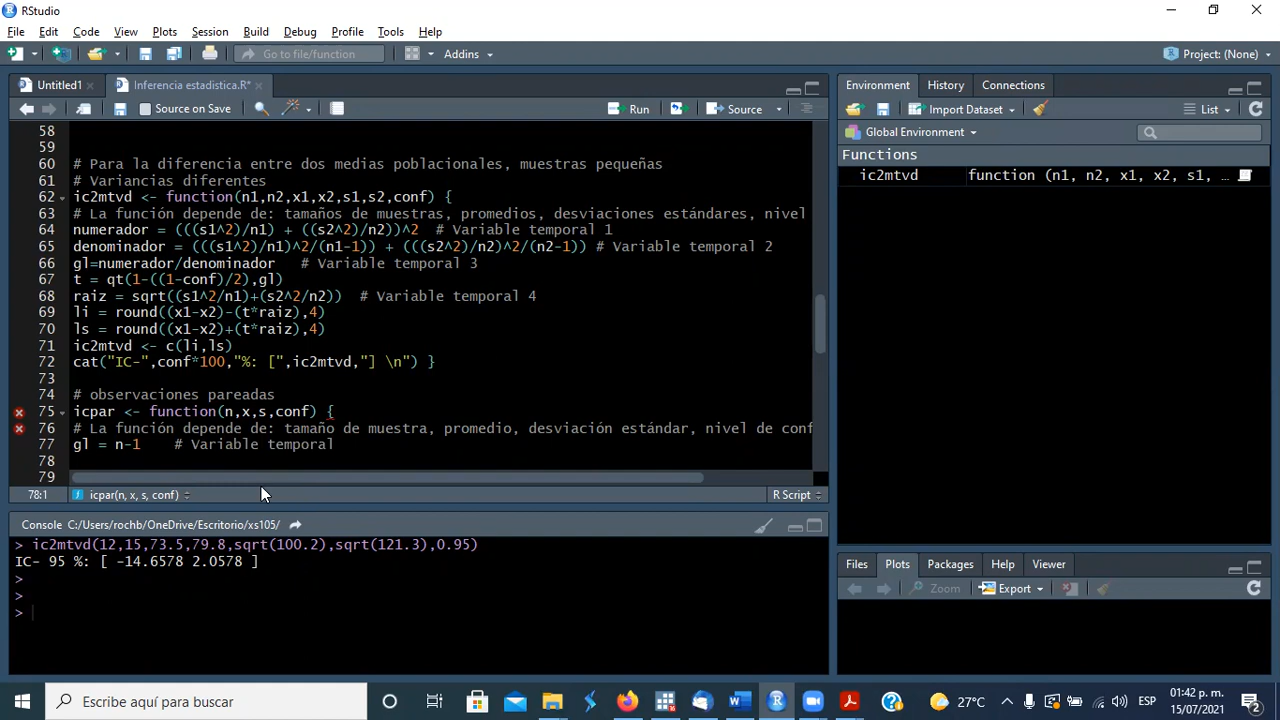 RStudio
File Edit Code View Plots Session Build Debug Profile Tools Help
Go to file/function Addins Project: (None)
Untitled1 Inferencia estadistica.R*
Source on Save Run Source
58
59
60 # Para la diferencia entre dos medias poblacionales, muestras pequeñas
61 # Variancias diferentes
62 ic2mtvd <- function(n1,n2,x1,x2,s1,s2,conf) {
63 # La función depende de: tamaños de muestras, promedios, desviaciones estándares, nivel
64 numerador = (((s1^2)/n1) + ((s2^2)/n2))^2 # Variable temporal 1
65 denominador = (((s1^2)/n1)^2/(n1-1)) + (((s2^2)/n2)^2/(n2-1)) # Variable temporal 2
66 gl=numerador/denominador # Variable temporal 3
67 t = qt(1-((1-conf)/2),gl)
68 raiz = sqrt((s1^2/n1)+(s2^2/n2)) # Variable temporal 4
69 li = round((x1-x2)-(t*raiz),4)
70 ls = round((x1-x2)+(t*raiz),4)
71 ic2mtvd <- c(li,ls)
72 cat("IC-",conf*100,"%: [",ic2mtvd,"] \n") }
73
74 # observaciones pareadas
75 icpar <- function(n,x,s,conf) {
76 # La función depende de: tamaño de muestra, promedio, desviación estándar, nivel de conf
77 gl = n-1 # Variable temporal
78
79
78:1 icpar(n, x, s, conf) R Script
Console C:/Users/rochb/OneDrive/Escritorio/xs105/
> ic2mtvd(12,15,73.5,79.8,sqrt(100.2),sqrt(121.3),0.95)
IC- 95 %: [ -14.6578 2.0578 ]
>
>
>
Environment History Connections
Import Dataset List
Global Environment
Functions
ic2mtvd function (n1, n2, x1, x2, s1, …
Files Plots Packages Help Viewer
Zoom Export
Escribe aquí para buscar
27°C ESP 01:42 p. m.
15/07/2021 2